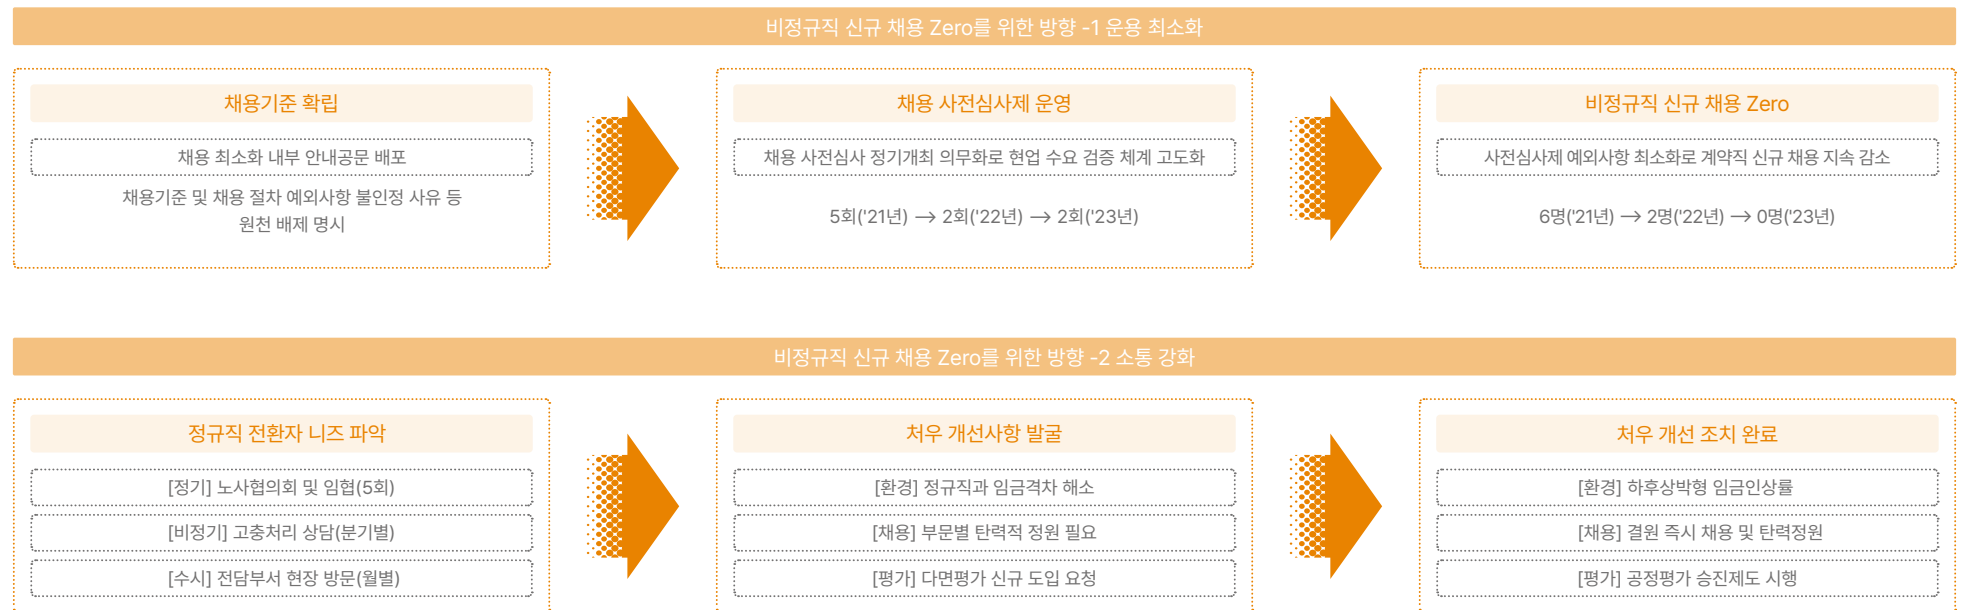 비정규직 신규 채용 Zero를 위한 방향 -1 운용 최소화
채용기준 확립
채용 최소화 내부 안내공문 배포
채용기준 및 채용 절차 예외사항 불인정 사유 등
원천 배제 명시
채용 사전심사제 운영
채용 사전심사 정기개최 의무화로 현업 수요 검증 체계 고도화
5회('21년) → 2회('22년) → 2회('23년)
비정규직 신규 채용 Zero
사전심사제 예외사항 최소화로 계약직 신규 채용 지속 감소
6명('21년) → 2명('22년) → 0명('23년)
비정규직 신규 채용 Zero를 위한 방향 -2 소통 강화
정규직 전환자 니즈 파악
[정기] 노사협의회 및 임협(5회)
[비정기] 고충처리 상담(분기별)
[수시] 전담부서 현장 방문(월별)
처우 개선사항 발굴
[환경] 정규직과 임금격차 해소
[채용] 부문별 탄력적 정원 필요
[평가] 다면평가 신규 도입 요청
처우 개선 조치 완료
[환경] 하후상박형 임금인상률
[채용] 결원 즉시 채용 및 탄력정원
[평가] 공정평가 승진제도 시행